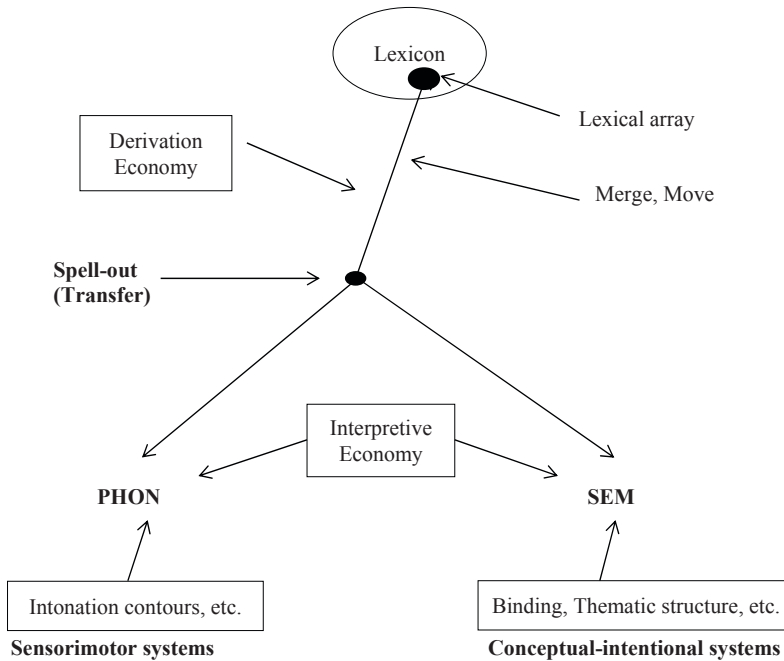 Lexicon
Lexical array
Derivation
Economy
Merge, Move
Spell-out
(Transfer)
Interpretive
Economy
PHON
SEM
Intonation contours, etc.
Binding, Thematic structure, etc.
Sensorimotor systems
Conceptual-intentional systems